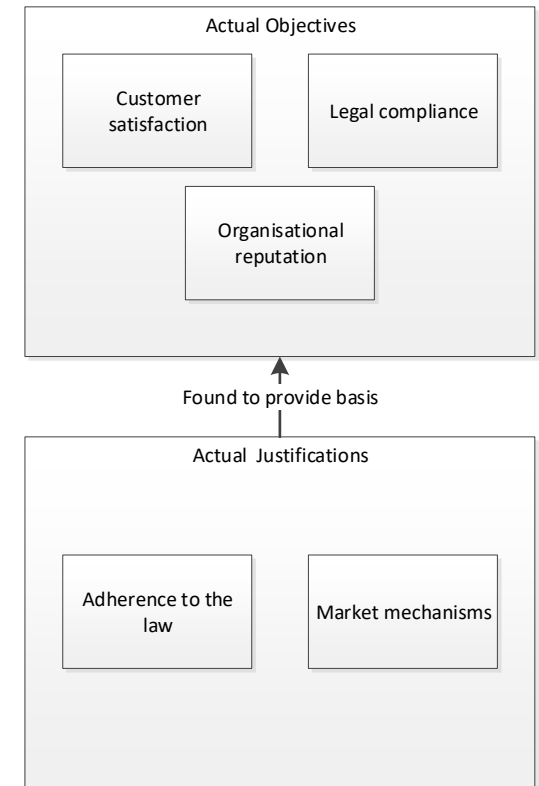 Actual Objectives
Customer
satisfaction
Legal compliance
Organisational
reputation
Found to provide basis
Actual Justifications
Adherence to the
law
Market mechanisms